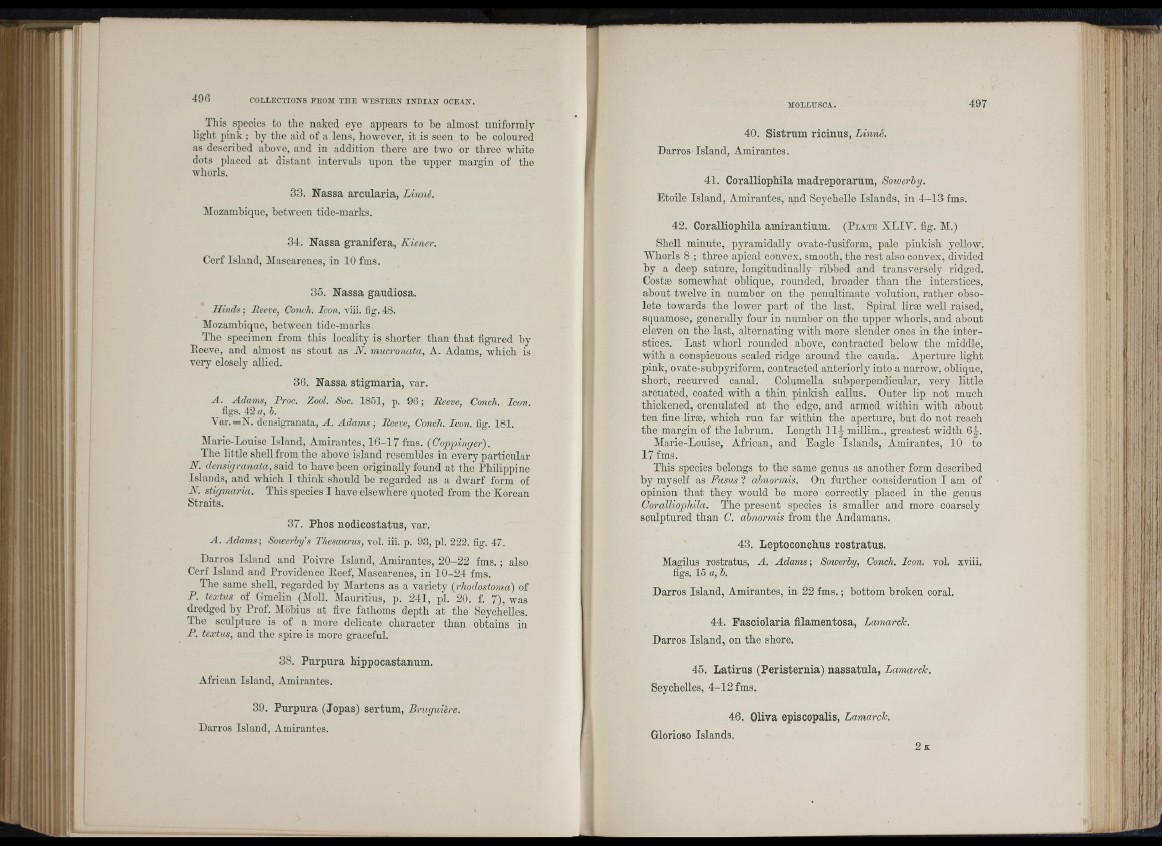 496 COLLECTIONS FROM THE WESTERN INDIAN OCEAN.
This species to the naked eye appears to be almost uniformly
light pink; by the aid of a lens, however, it is seen to be coloured
as described above, and in addition there are two or three white
dots placed at distant intervals upon the upper margin of the
whorls.
33. Nassa arcularia, Linné.
Mozambique, between tide-marks.
34. Nassa granifera, Kiener.
Cerf Island, Mascarenes, in 10 fms.
35. Nassa gaudiosa.
Hinds; Reeve, Conch. Icon. viii. fig. 48.
Mozambique, between tide-marks
The specimen from this locality is shorter than that figured by
Reeve, and almost as stout as N. mucronata, A. Adams, which is
very closely allied.
36. Nassa stigmaria, var.
A. Adams, Proc. Zool. Soc. 1851, p. 96; Reeve, Conch. Icon.
figs. 42 a, b.
Var.=N. densigranata, A. Adams; Reeve, Conch. Icon. fig. 181.
Marie-Louise Island, Amirantes, 16-17 fms. (Coppinger).
The little shell from the above island resembles in every particular
N. densigranata, said to have been originally found at the Philippine
Islands, and which I think should be regarded as a dwarf form of
N. stigmaria. This species I have elsewhere quoted from the Korean
Straits.
37. Phos nodicostatus, var.
A. Adams; Sowerby's Thesaurus, vol. iii. p. 93, pl. 222. fig. 47.
Darros Island and Poivre Island, Amirantes, 20-22 fms.; also
Cerf Island and Providence Reef, Mascarenes, in 10-24 fms.
The same shell, regarded by Martens as a variety (rhodostoma) of
P. textus of Gmelin (Moll. Mauritius, p. 241, pl. 20. f. 7), was
dredged by Prof. Möbius at five fathoms depth at the Seychelles.
The sculpture is of a more delicate character than obtains in
P. textus, and the spire is more graceful.
38. Purpura hippocastanum.
African Island, Amirantes.
39. Purpura (Jopas) sertum, Bruguière.
Darros Island, Amirantes.
MOLLUSCA. 497
40. Sistrum ricinus, Linné.
Darros Island, Amirantes.
41. Coralliophila madreporarum, Sowerby.
Etoile Island, Amirantes, and Seychelle Islands, in 4-13 fms.
42. Coralliophila amirantium. (PLATE XLIV. fig. M.)
Shell minute, pyramidally ovate-fusiform, pale pinkish yellow.
Whorls 8; three apical convex, smooth, the rest also convex, divided
by a deep suture, longitudinally ribbed and transversely ridged.
Costæ somewhat oblique, rounded, broader than the interstices,
about twelve in number on the penultimate volution, rather obso-
lete towards the lower part of the last. Spiral liræ well raised,
squamose, generally four in number on the upper whorls, and about
eleven on the last, alternating with more slender ones in the inter-
stices. Last whorl rounded above, contracted below the middle,
with a conspicuous scaled ridge around the cauda. Aperture light
pink, ovate-subpyriform, contracted anteriorly into a narrow, oblique,
short, recurved canal. Columella subperpendicular, very little
arcuated, coated with a thin pinkish callus. Outer lip not much
thickened, crenulated at the edge, and armed within with about
ten fine liræ, which run far within the aperture, but do not reach
the margin of the labrum. Length 11½ millim., greatest width 6½.
Marie-Louise, African, and Eagle Islands, Amirantes, 10 to
17 fms.
This species belongs to the same genus as another form described
by myself as Fusus? abnormis. On further consideration I am of
opinion that they would be more correctly placed in the genus
Coralliophila. The present species is smaller and more coarsely
sculptured than C. abnormis from the Andamans.
43. Leptoconchus rostratus.
Magilus rostratus, A. Adams; Sowerby, Conch. Icon. vol. xviii,
figs. 15 a, b.
Darros Island, Amirantes, in 22 fms.; bottom broken coral.
44. Fasciolaria filamentosa, Lamarck.
Darros Island, on the shore.
45. Latirus (Peristernia) nassatula, Lamarck.
Seychelles, 4-12 fms.
46. Oliva episcopalis, Lamarck.
Glorioso Islands.
2 K